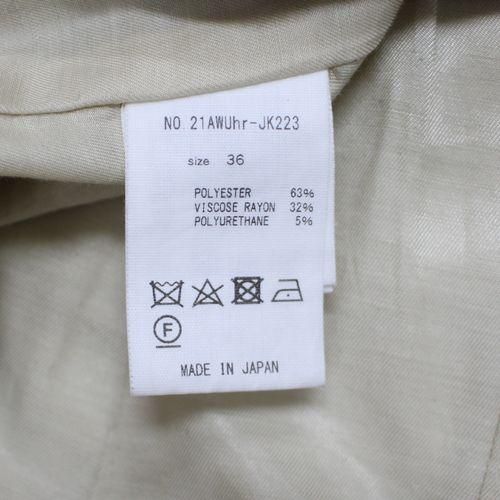 NO.21AWUhr-JK223
size 36
POLYESTER 63%
VISCOSE RAYON 32%
POLYURETHANE 5%
F
MADE IN JAPAN